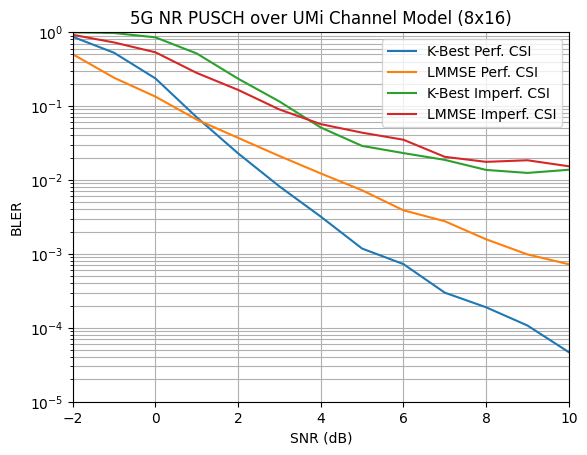 5G NR PUSCH over UMi Channel Model (8x16)
K-Best Perf. CSI
LMMSE Perf. CSI
K-Best Imperf. CSI
LMMSE Imperf. CSI
BLER
10^0
10^-1
10^-2
10^-3
10^-4
10^-5
−2 0 2 4 6 8 10
SNR (dB)